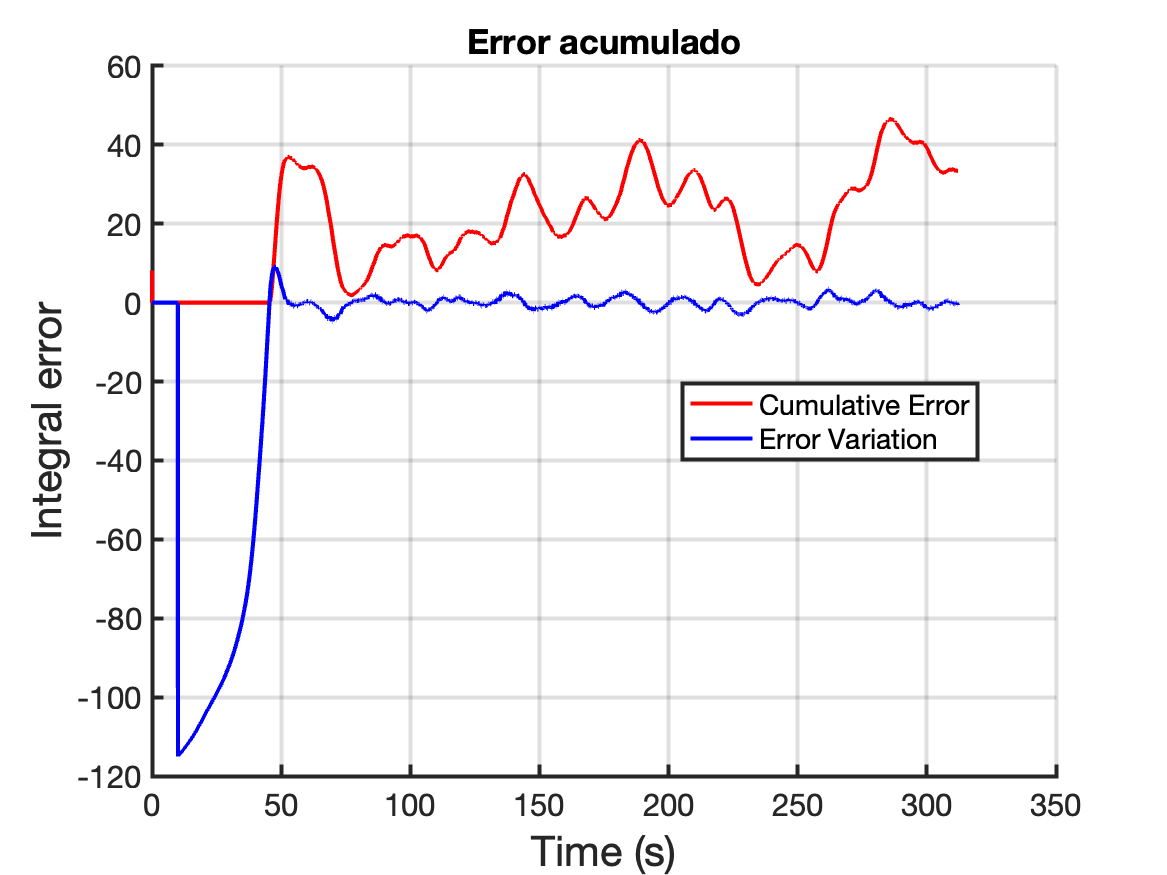 Error acumulado
60
40
20
0
-20
-40
-60
-80
-100
-120
Integral error
Cumulative Error
Error Variation
0 50 100 150 200 250 300 350
Time (s)